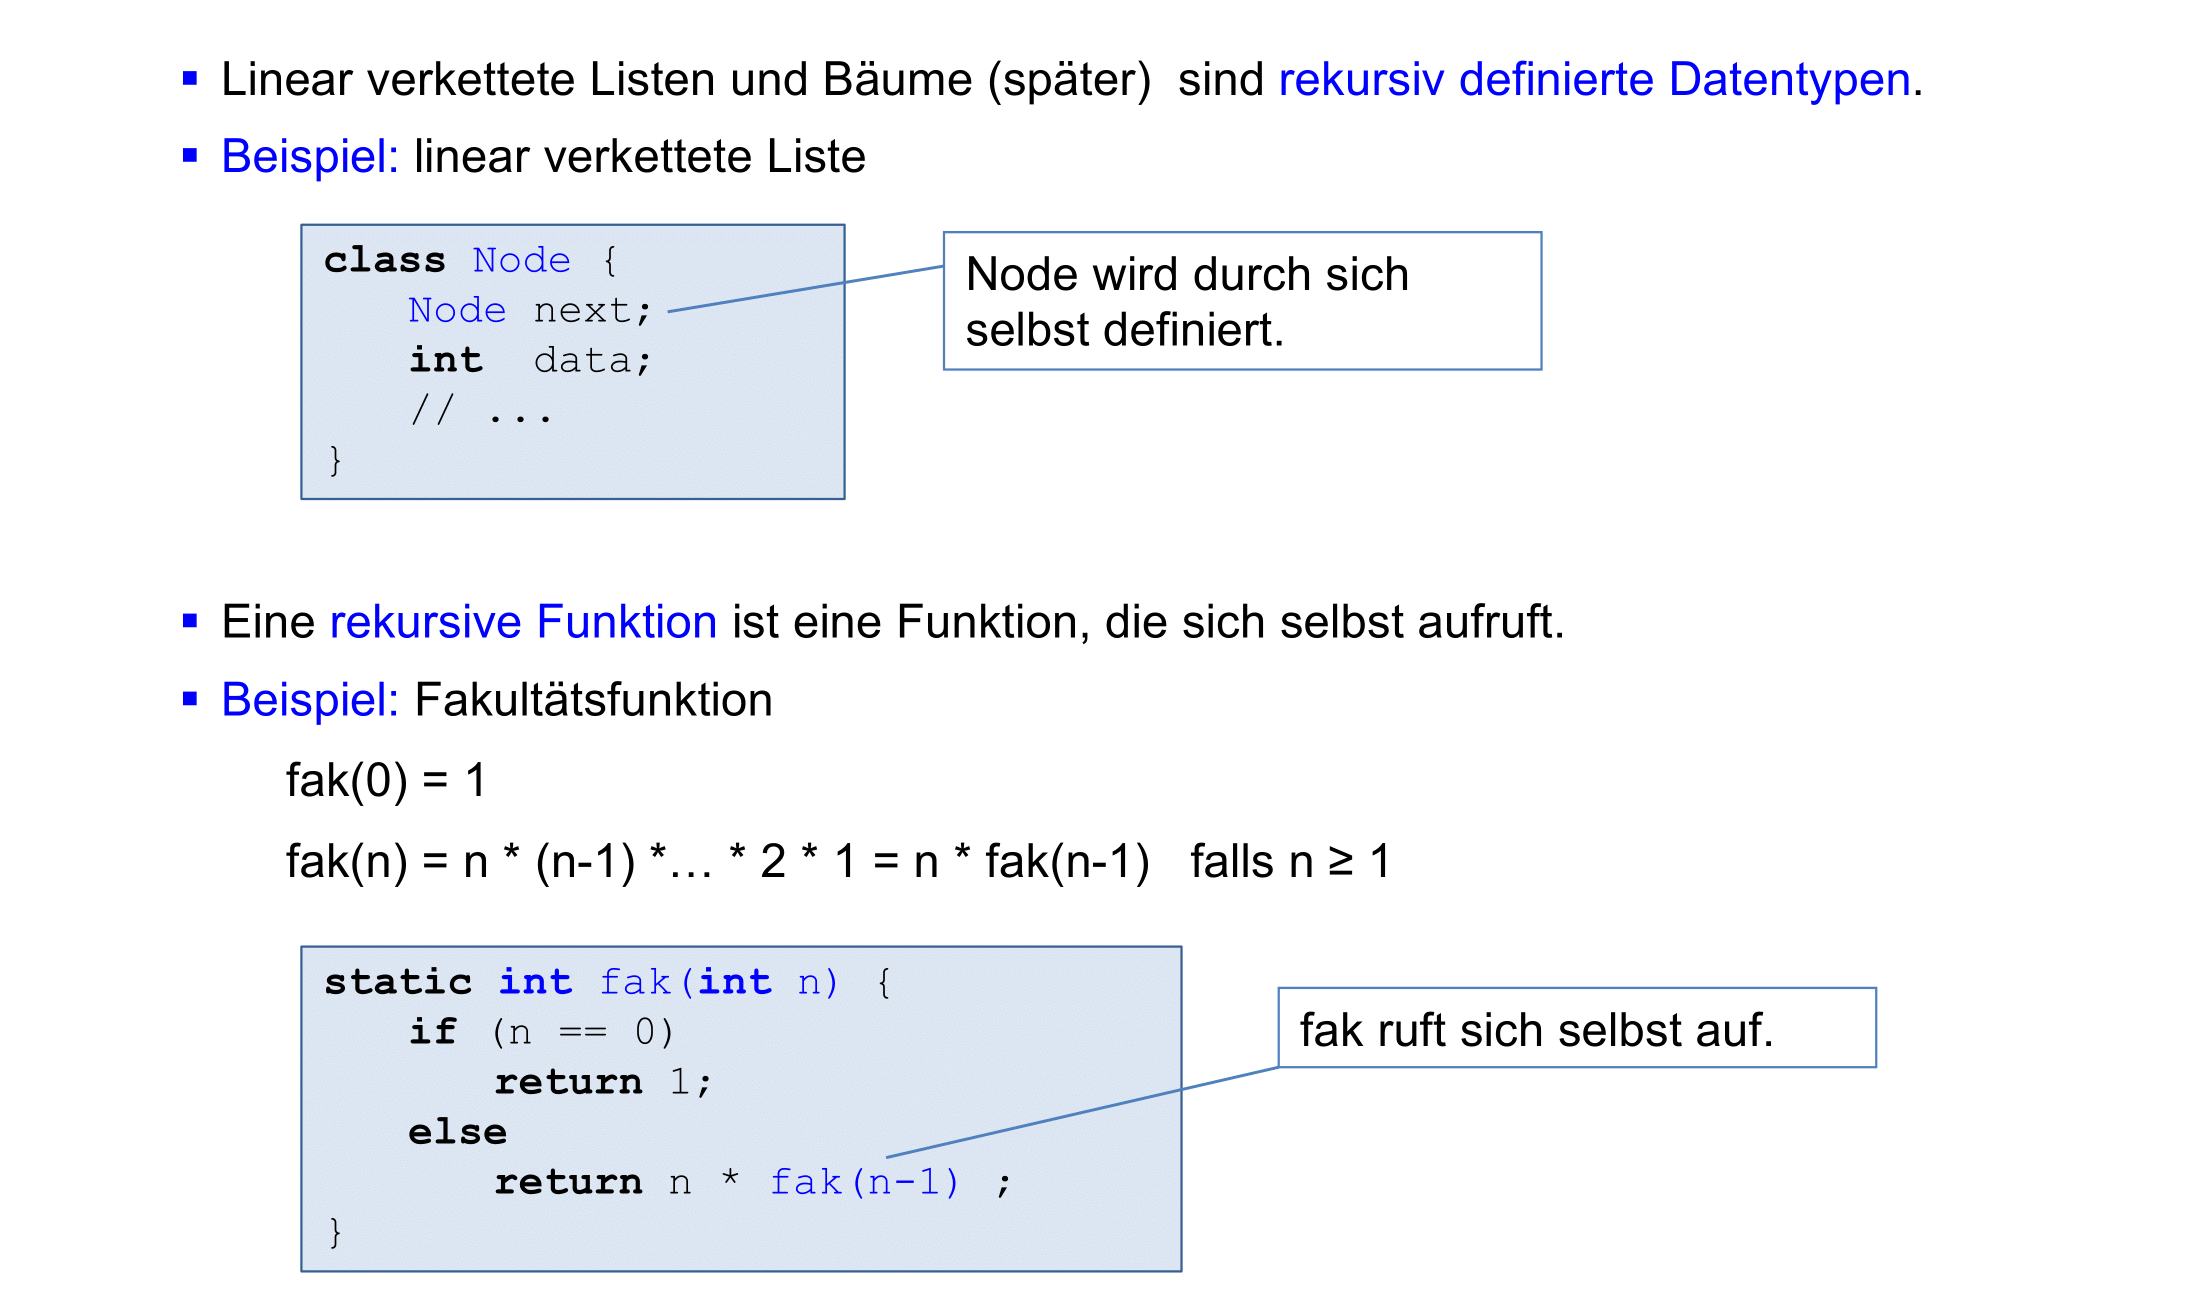 ▪ Linear verkettete Listen und Bäume (später)  sind rekursiv definierte Datentypen.
▪ Beispiel: linear verkettete Liste
class Node {
Node next;
int  data;
// ...
}
Node wird durch sich
selbst definiert.
▪ Eine rekursive Funktion ist eine Funktion, die sich selbst aufruft.
▪ Beispiel: Fakultätsfunktion
fak(0) = 1
fak(n) = n * (n-1) *… * 2 * 1 = n * fak(n-1)   falls n ≥ 1
static int fak(int n) {
if (n == 0)
return 1;
else
return n * fak(n-1) ;
}
fak ruft sich selbst auf.